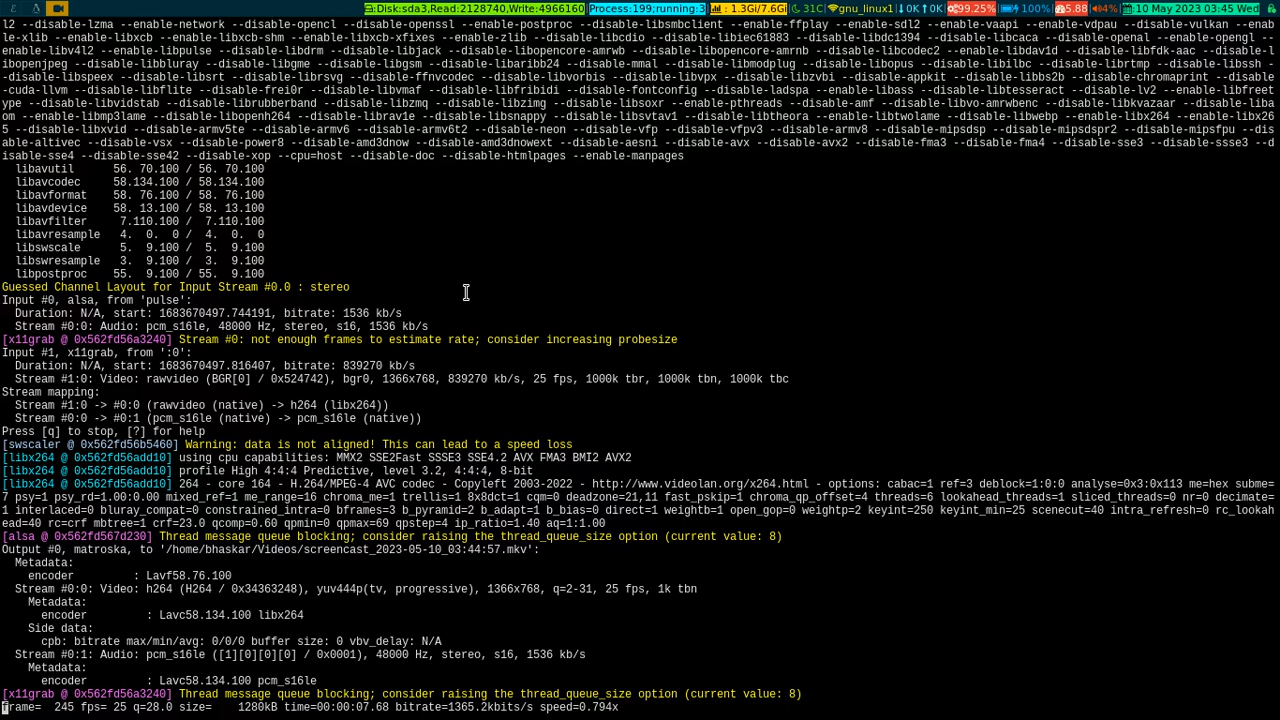 Disk:sda3,Read:2128740,Write:4966160 Process:199;running:3 : 1.3Gi/7.6Gi 31C gnu_linux1 0K 0K 99.25% 100% 5.88 4% :10 May 2023 03:45 Wed
l2 --disable-lzma --enable-network --disable-opencl --disable-openssl --enable-postproc --disable-libsmbclient --enable-ffplay --enable-sdl2 --enable-vaapi --enable-vdpau --disable-vulkan --enab
le-xlib --enable-libxcb --enable-libxcb-shm --enable-libxcb-xfixes --enable-zlib --disable-libcdio --disable-libiec61883 --disable-libdc1394 --disable-libcaca --disable-openal --enable-opengl --
enable-libv4l2 --enable-libpulse --disable-libdrm --disable-libjack --disable-libopencore-amrwb --disable-libopencore-amrnb --disable-libcodec2 --enable-libdav1d --disable-libfdk-aac --disable-l
ibopenjpeg --disable-libbluray --disable-libgme --disable-libgsm --disable-libaribb24 --disable-mmal --disable-libmodplug --disable-libopus --disable-libilbc --disable-librtmp --disable-libssh -
-disable-libspeex --disable-libsrt --disable-librsvg --disable-ffnvcodec --disable-libvorbis --disable-libvpx --disable-libzvbi --disable-appkit --disable-libbs2b --disable-chromaprint --disable
-cuda-llvm --disable-libflite --disable-frei0r --disable-libvmaf --disable-libfribidi --disable-fontconfig --disable-ladspa --enable-libass --disable-libtesseract --disable-lv2 --enable-libfreet
ype --disable-libvidstab --disable-librubberband --disable-libzmq --disable-libzimg --disable-libsoxr --enable-pthreads --disable-amf --disable-libvo-amrwbenc --disable-libkvazaar --disable-liba
om --enable-libmp3lame --disable-libopenh264 --disable-librav1e --disable-libsnappy --disable-libsvtav1 --disable-libtheora --enable-libtwolame --disable-libwebp --enable-libx264 --enable-libx26
5 --disable-libxvid --disable-armv5te --disable-armv6 --disable-armv6t2 --disable-neon --disable-vfp --disable-vfpv3 --disable-armv8 --disable-mipsdsp --disable-mipsdspr2 --disable-mipsfpu --dis
able-altivec --disable-vsx --disable-power8 --disable-amd3dnow --disable-amd3dnowext --disable-aesni --disable-avx --disable-avx2 --disable-fma3 --disable-fma4 --disable-sse3 --disable-ssse3 --d
isable-sse4 --disable-sse42 --disable-xop --cpu=host --disable-doc --disable-htmlpages --enable-manpages
libavutil 56. 70.100 / 56. 70.100
libavcodec 58.134.100 / 58.134.100
libavformat 58. 76.100 / 58. 76.100
libavdevice 58. 13.100 / 58. 13.100
libavfilter 7.110.100 / 7.110.100
libavresample 4. 0. 0 / 4. 0. 0
libswscale 5. 9.100 / 5. 9.100
libswresample 3. 9.100 / 3. 9.100
libpostproc 55. 9.100 / 55. 9.100
Guessed Channel Layout for Input Stream #0.0 : stereo
Input #0, alsa, from 'pulse':
Duration: N/A, start: 1683670497.744191, bitrate: 1536 kb/s
Stream #0:0: Audio: pcm_s16le, 48000 Hz, stereo, s16, 1536 kb/s
[x11grab @ 0x562fd56a3240] Stream #0: not enough frames to estimate rate; consider increasing probesize
Input #1, x11grab, from ':0':
Duration: N/A, start: 1683670497.816407, bitrate: 839270 kb/s
Stream #1:0: Video: rawvideo (BGR[0] / 0x524742), bgr0, 1366x768, 839270 kb/s, 25 fps, 1000k tbr, 1000k tbn, 1000k tbc
Stream mapping:
Stream #1:0 -> #0:0 (rawvideo (native) -> h264 (libx264))
Stream #0:0 -> #0:1 (pcm_s16le (native) -> pcm_s16le (native))
Press [q] to stop, [?] for help
[swscaler @ 0x562fd56b5460] Warning: data is not aligned! This can lead to a speed loss
[libx264 @ 0x562fd56add10] using cpu capabilities: MMX2 SSE2Fast SSSE3 SSE4.2 AVX FMA3 BMI2 AVX2
[libx264 @ 0x562fd56add10] profile High 4:4:4 Predictive, level 3.2, 4:4:4, 8-bit
[libx264 @ 0x562fd56add10] 264 - core 164 - H.264/MPEG-4 AVC codec - Copyleft 2003-2022 - http://www.videolan.org/x264.html - options: cabac=1 ref=3 deblock=1:0:0 analyse=0x3:0x113 me=hex subme=
7 psy=1 psy_rd=1.00:0.00 mixed_ref=1 me_range=16 chroma_me=1 trellis=1 8x8dct=1 cqm=0 deadzone=21,11 fast_pskip=1 chroma_qp_offset=4 threads=6 lookahead_threads=1 sliced_threads=0 nr=0 decimate=
1 interlaced=0 bluray_compat=0 constrained_intra=0 bframes=3 b_pyramid=2 b_adapt=1 b_bias=0 direct=1 weightb=1 open_gop=0 weightp=2 keyint=250 keyint_min=25 scenecut=40 intra_refresh=0 rc_lookah
ead=40 rc=crf mbtree=1 crf=23.0 qcomp=0.60 qpmin=0 qpmax=69 qpstep=4 ip_ratio=1.40 aq=1:1.00
[alsa @ 0x562fd567d230] Thread message queue blocking; consider raising the thread_queue_size option (current value: 8)
Output #0, matroska, to '/home/bhaskar/Videos/screencast_2023-05-10_03:44:57.mkv':
Metadata:
encoder : Lavf58.76.100
Stream #0:0: Video: h264 (H264 / 0x34363248), yuv444p(tv, progressive), 1366x768, q=2-31, 25 fps, 1k tbn
Metadata:
encoder : Lavc58.134.100 libx264
Side data:
cpb: bitrate max/min/avg: 0/0/0 buffer size: 0 vbv_delay: N/A
Stream #0:1: Audio: pcm_s16le ([1][0][0][0] / 0x0001), 48000 Hz, stereo, s16, 1536 kb/s
Metadata:
encoder : Lavc58.134.100 pcm_s16le
[x11grab @ 0x562fd56a3240] Thread message queue blocking; consider raising the thread_queue_size option (current value: 8)
frame= 245 fps= 25 q=28.0 size= 1280kB time=00:00:07.68 bitrate=1365.2kbits/s speed=0.794x